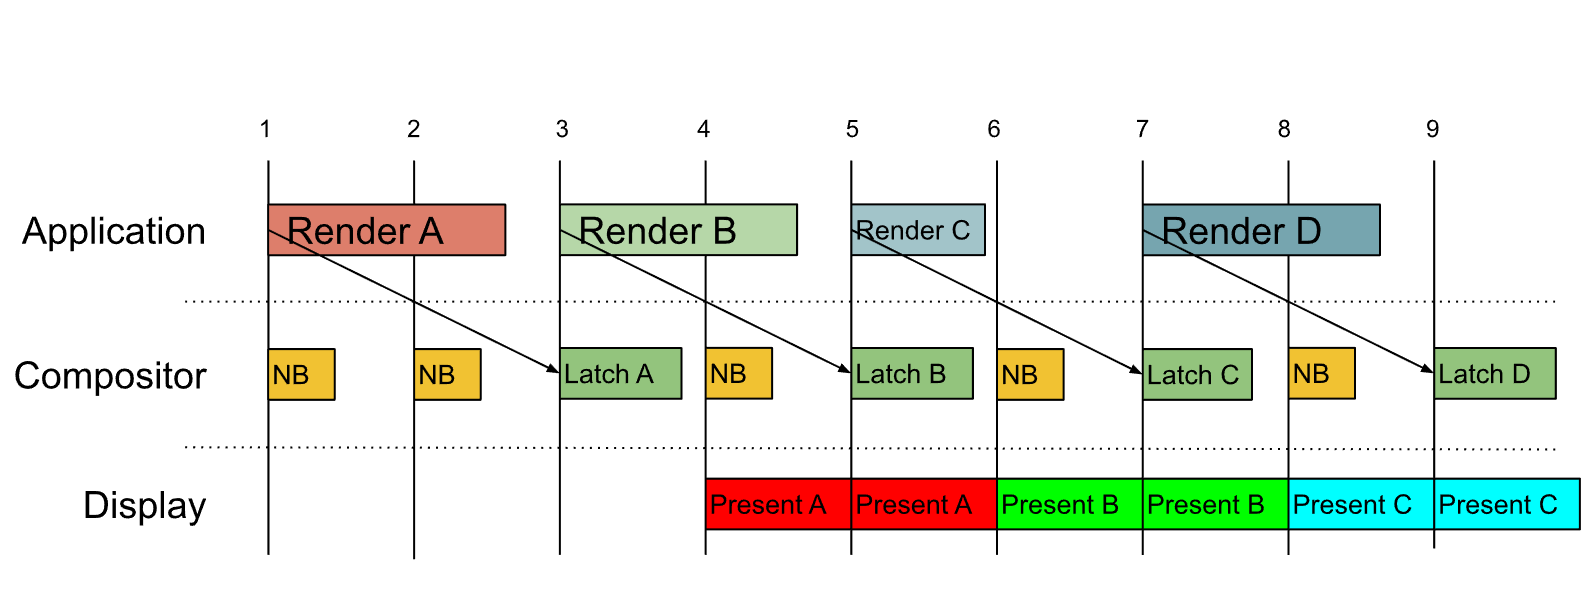 1 2 3 4 5 6 7 8 9
Application Render A Render B Render C Render D
Compositor NB NB Latch A NB Latch B NB Latch C NB Latch D
Display Present A Present A Present B Present B Present C Present C